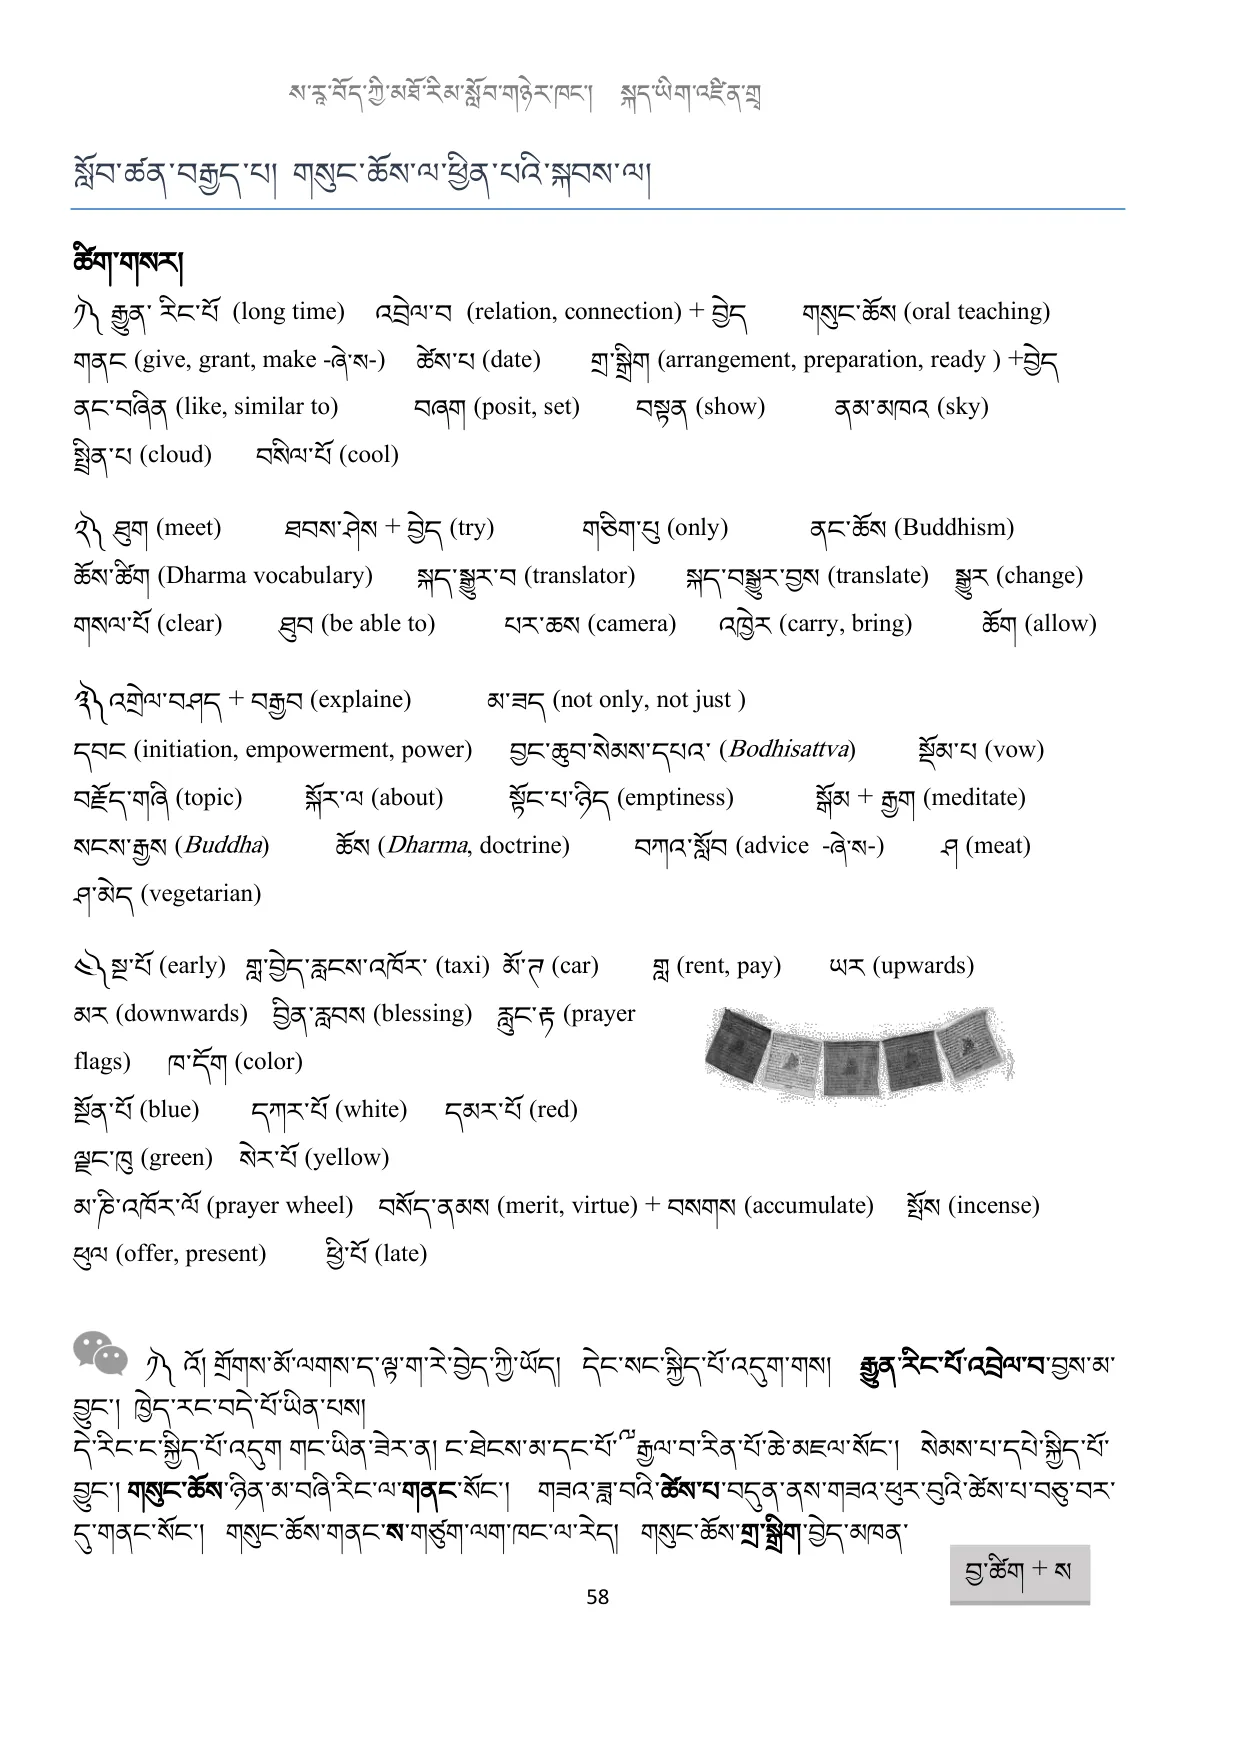 ས་རཱ་བོད་ཀྱི་མཐོ་རིམ་སློབ་གཉེར་ཁང་། སྐད་ཡིག་འཛིན་གྲྭ
སློབ་ཚན་བརྒྱད་པ། གསུང་ཆོས་ལ་ཕྱིན་པའི་སྐབས་ལ།
ཚིག་གསར།
༡༽ རྒྱུན་ རིང་པོ (long time) འབྲེལ་བ (relation, connection) + བྱེད གསུང་ཆོས (oral teaching)
གནང (give, grant, make -ཞེ་ས-) ཚེས་པ (date) གྲ་སྒྲིག (arrangement, preparation, ready ) +བྱེད
ནང་བཞིན (like, similar to) བཞག (posit, set) བསྟན (show) ནམ་མཁའ (sky)
སྤྲིན་པ (cloud) བསིལ་པོ (cool)
༢༽ ཐུག (meet) ཐབས་ཤེས + བྱེད (try) གཅིག་པུ (only) ནང་ཆོས (Buddhism)
ཆོས་ཚིག (Dharma vocabulary) སྐད་སྒྱུར་བ (translator) སྐད་བསྒྱུར་བྱས (translate) སྒྱུར (change)
གསལ་པོ (clear) ཐུབ (be able to) པར་ཆས (camera) འཁྱེར (carry, bring) ཆོག (allow)
༣༽ འགྲེལ་བཤད + བརྒྱབ (explaine) མ་ཟད (not only, not just )
དབང (initiation, empowerment, power) བྱང་ཆུབ་སེམས་དཔའ་ (Bodhisattva) སྡོམ་པ (vow)
བརྗོད་གཞི (topic) སྐོར་ལ (about) སྟོང་པ་ཉིད (emptiness) སྒོམ + རྒྱག (meditate)
སངས་རྒྱས (Buddha) ཆོས (Dharma, doctrine) བཀའ་སློབ (advice -ཞེ་ས-) ཤ (meat)
ཤ་མེད (vegetarian)
༤༽ སྔ་པོ (early) གླ་བྱེད་རླངས་འཁོར་ (taxi) མོ་ཊ (car) གླ (rent, pay) ཡར (upwards)
མར (downwards) བྱིན་རླབས (blessing) རླུང་རྟ (prayer
flags) ཁ་དོག (color)
སྔོན་པོ (blue) དཀར་པོ (white) དམར་པོ (red)
ལྗང་ཁུ (green) སེར་པོ (yellow)
མ་ཎི་འཁོར་ལོ (prayer wheel) བསོད་ནམས (merit, virtue) + བསགས (accumulate) སྤོས (incense)
ཕུལ (offer, present) ཕྱི་པོ (late)
༡༽ འོ། གྲོགས་མོ་ལགས་ད་ལྟ་ག་རེ་བྱེད་ཀྱི་ཡོད། དེང་སང་སྐྱིད་པོ་འདུག་གས། རྒྱུན་རིང་པོ་འབྲེལ་བ་བྱས་མ་
བྱུང་། ཁྱེད་རང་བདེ་པོ་ཡིན་པས།
དེ་རིང་ང་སྐྱིད་པོ་འདུག གང་ཡིན་ཟེར་ན། ང་ཐེངས་མ་དང་པོ་ྸརྒྱལ་བ་རིན་པོ་ཆེ་མཇལ་སོང་། སེམས་པ་དཔེ་སྐྱིད་པོ་
བྱུང་། གསུང་ཆོས་ཉིན་མ་བཞི་རིང་ལ་གནང་སོང་། གཟའ་ཟླ་བའི་ཚེས་པ་བདུན་ནས་གཟའ་ཕུར་བུའི་ཚེས་པ་བཅུ་བར་
དུ་གནང་སོང་། གསུང་ཆོས་གནང་ས་གཙུག་ལག་ཁང་ལ་རེད། གསུང་ཆོས་གྲ་སྒྲིག་བྱེད་མཁན་
བྱ་ཚིག + ས
58